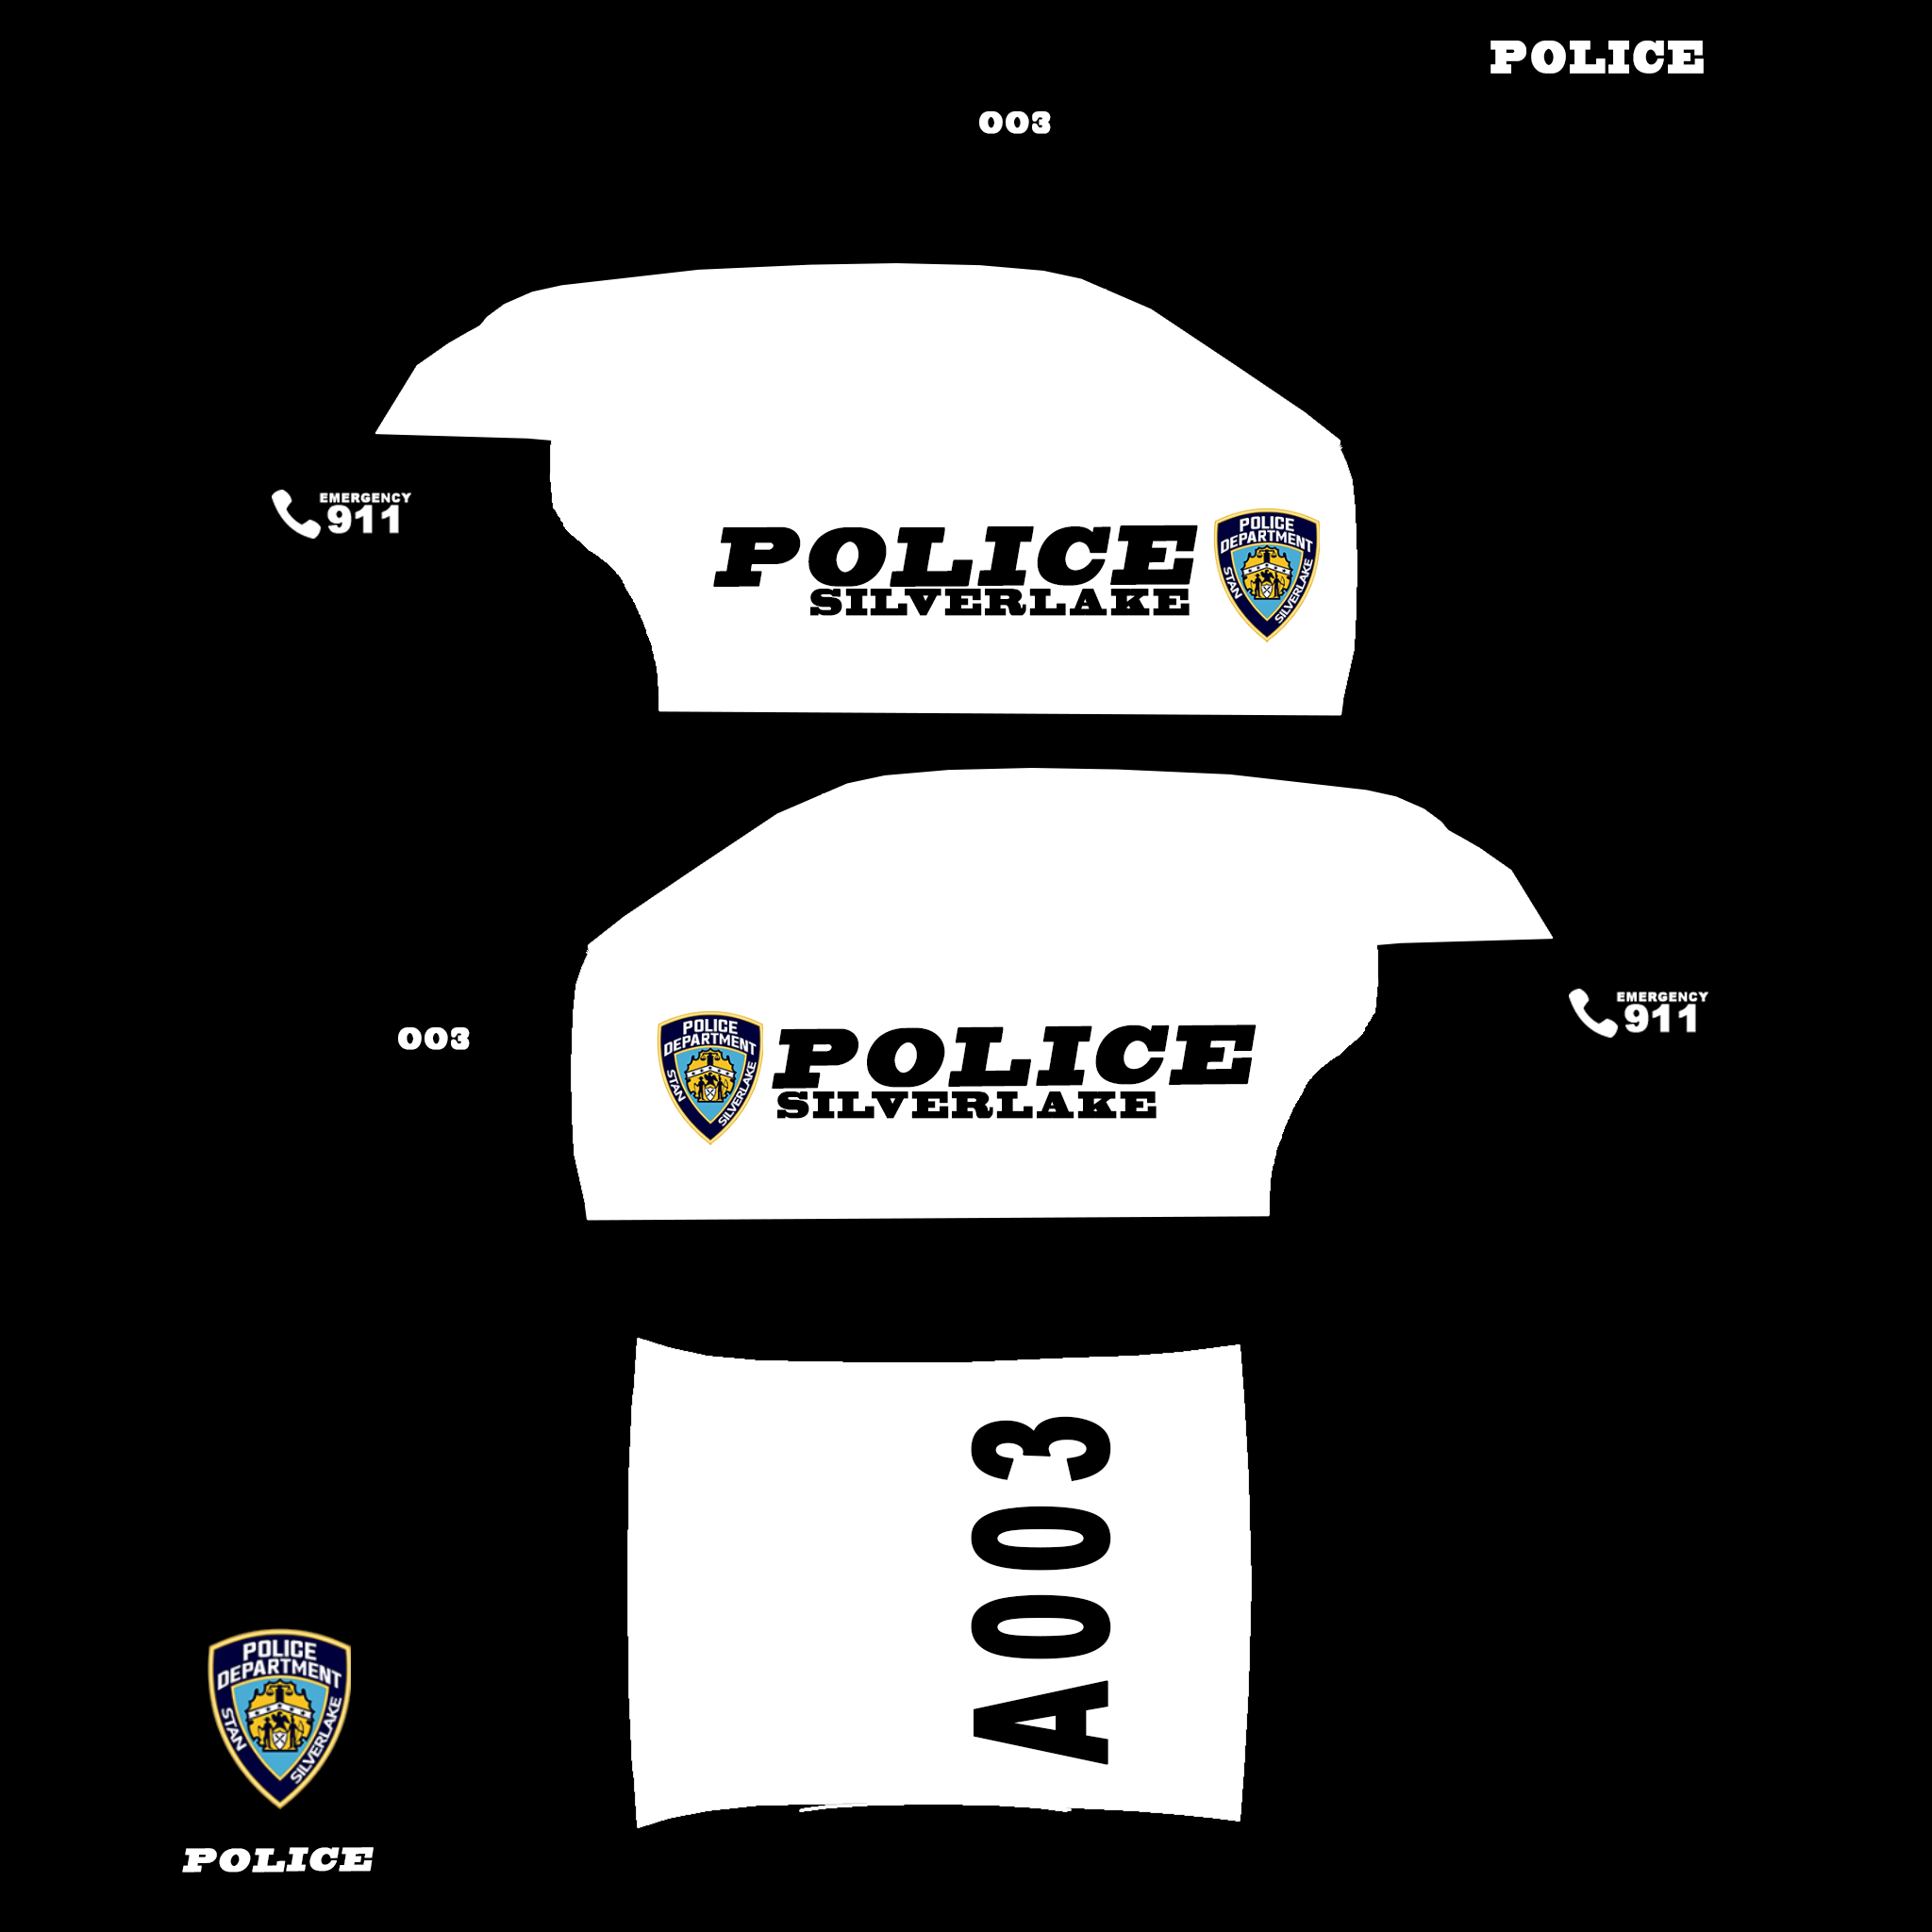 POLICE
003
EMERGENCY
911
POLICE
SILVERLAKE
POLICE
DEPARTMENT
STAN
SILVERLAKE
003
POLICE
DEPARTMENT
STAN
SILVERLAKE
POLICE
SILVERLAKE
EMERGENCY
911
A003
POLICE
DEPARTMENT
STAN
SILVERLAKE
POLICE